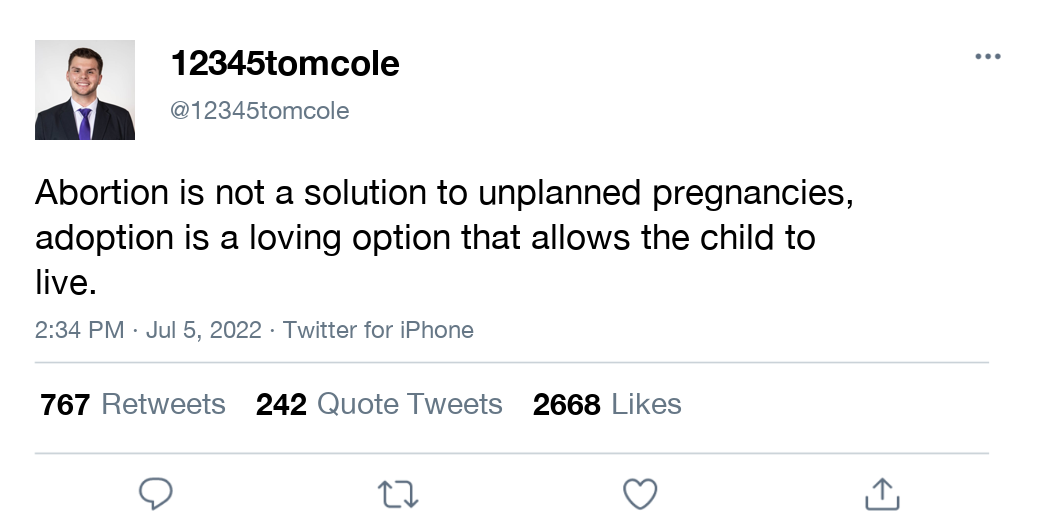 12345tomcole
@12345tomcole
Abortion is not a solution to unplanned pregnancies,
adoption is a loving option that allows the child to
live.
2:34 PM · Jul 5, 2022 · Twitter for iPhone
767 Retweets 242 Quote Tweets 2668 Likes